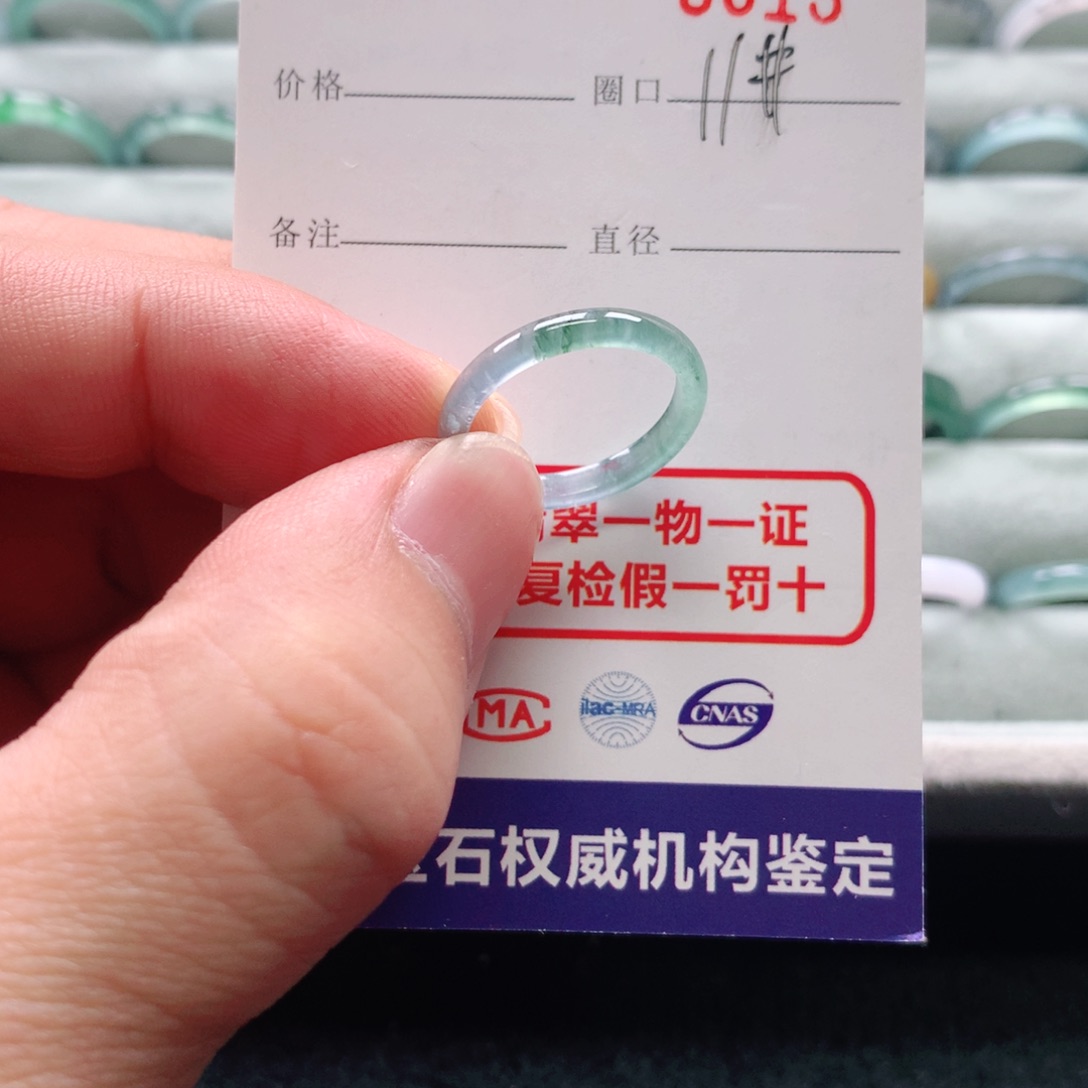 价格 圈口 11#
备注 直径
翠一物一证
复检假一罚十
MA ilac-MRA CNAS
石权威机构鉴定